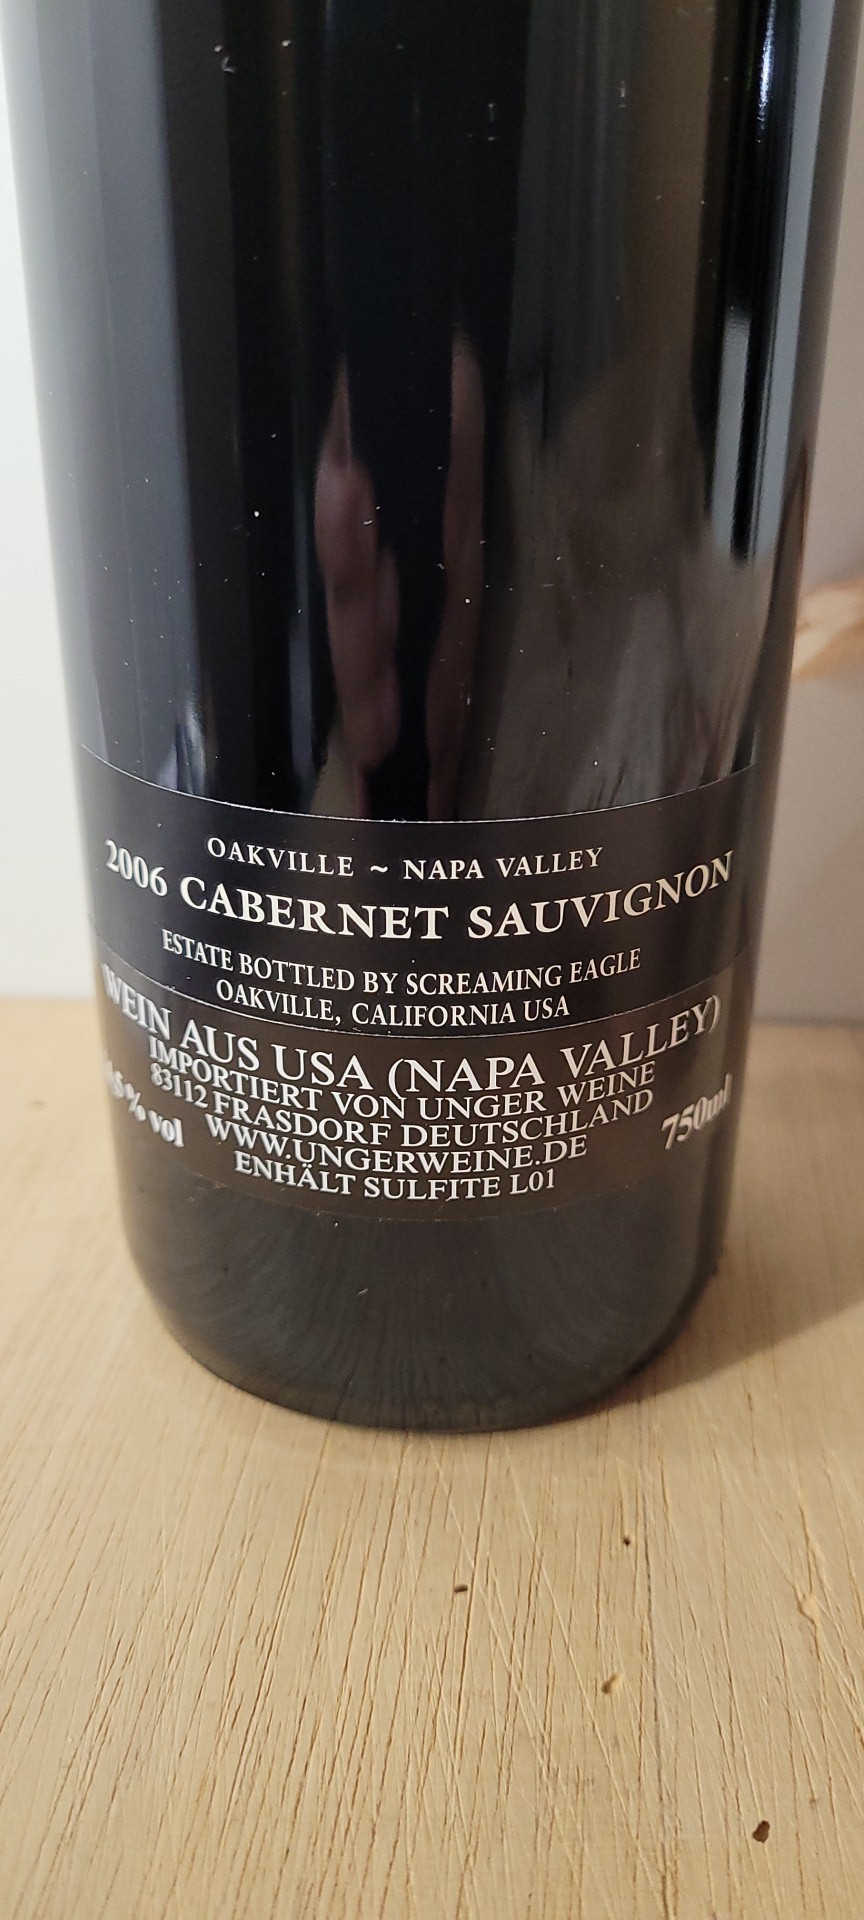 OAKVILLE ~ NAPA VALLEY
2006 CABERNET SAUVIGNON
ESTATE BOTTLED BY SCREAMING EAGLE
OAKVILLE, CALIFORNIA USA
WEIN AUS USA (NAPA VALLEY)
IMPORTIERT VON UNGER WEINE
83112 FRASDORF DEUTSCHLAND
% vol
WWW.UNGERWEINE.DE
750ml
ENHÄLT SULFITE L01